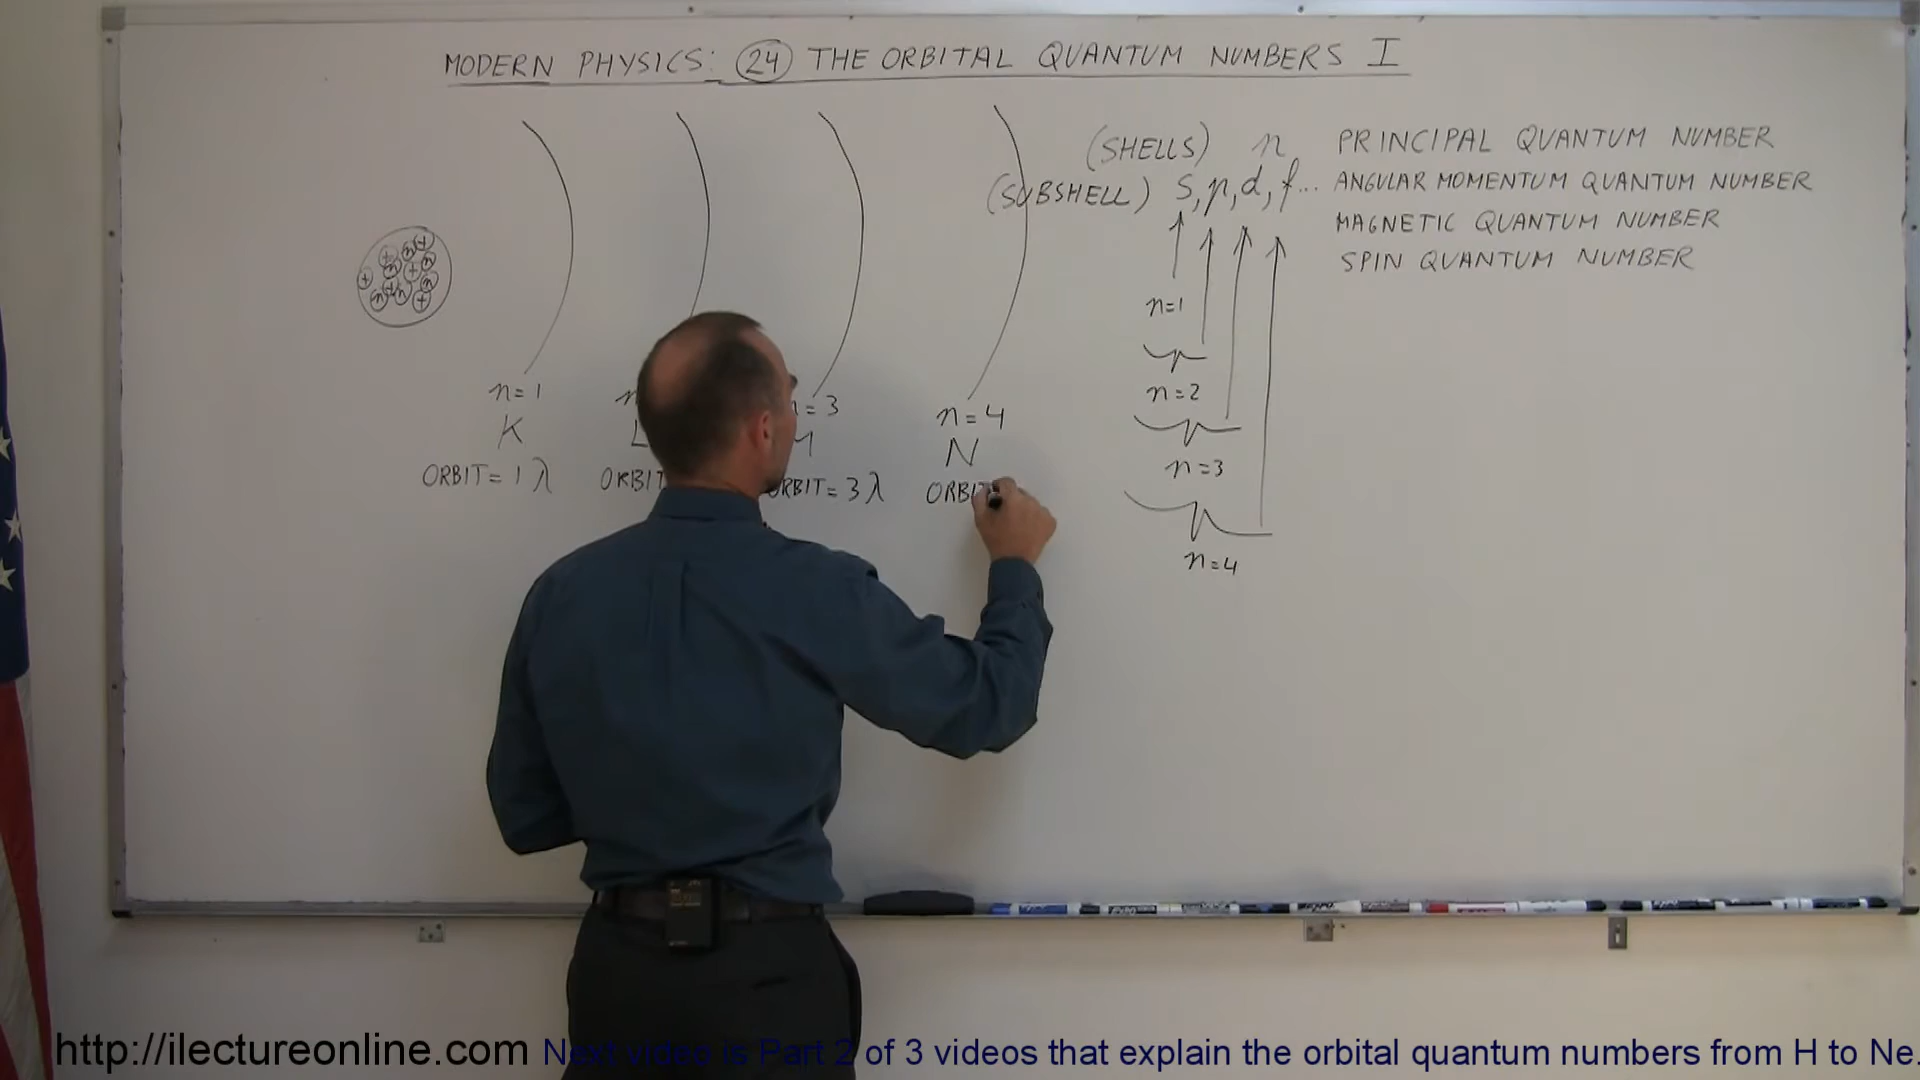 MODERN PHYSICS: 24 THE ORBITAL QUANTUM NUMBERS I
(SHELLS) n PRINCIPAL QUANTUM NUMBER
(SUBSHELL) s, p, d, f... ANGULAR MOMENTUM QUANTUM NUMBER
MAGNETIC QUANTUM NUMBER
SPIN QUANTUM NUMBER
n=1
n=2
n=3
n=4
n=1
K
ORBIT = 1 λ
n
L
ORBIT
= 3
ORBIT = 3 λ
n=4
N
ORBIT
http://ilectureonline.com Next video is Part 2 of 3 videos that explain the orbital quantum numbers from H to Ne.